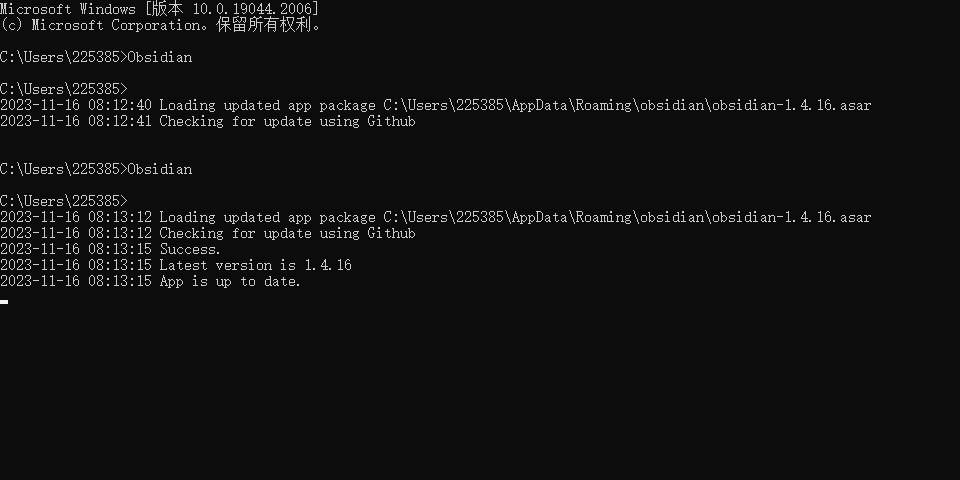 Microsoft Windows [版本 10.0.19044.2006]
(c) Microsoft Corporation。保留所有权利。
C:\Users\225385>Obsidian
C:\Users\225385>
2023-11-16 08:12:40 Loading updated app package C:\Users\225385\AppData\Roaming\obsidian\obsidian-1.4.16.asar
2023-11-16 08:12:41 Checking for update using Github
C:\Users\225385>Obsidian
C:\Users\225385>
2023-11-16 08:13:12 Loading updated app package C:\Users\225385\AppData\Roaming\obsidian\obsidian-1.4.16.asar
2023-11-16 08:13:12 Checking for update using Github
2023-11-16 08:13:15 Success.
2023-11-16 08:13:15 Latest version is 1.4.16
2023-11-16 08:13:15 App is up to date.